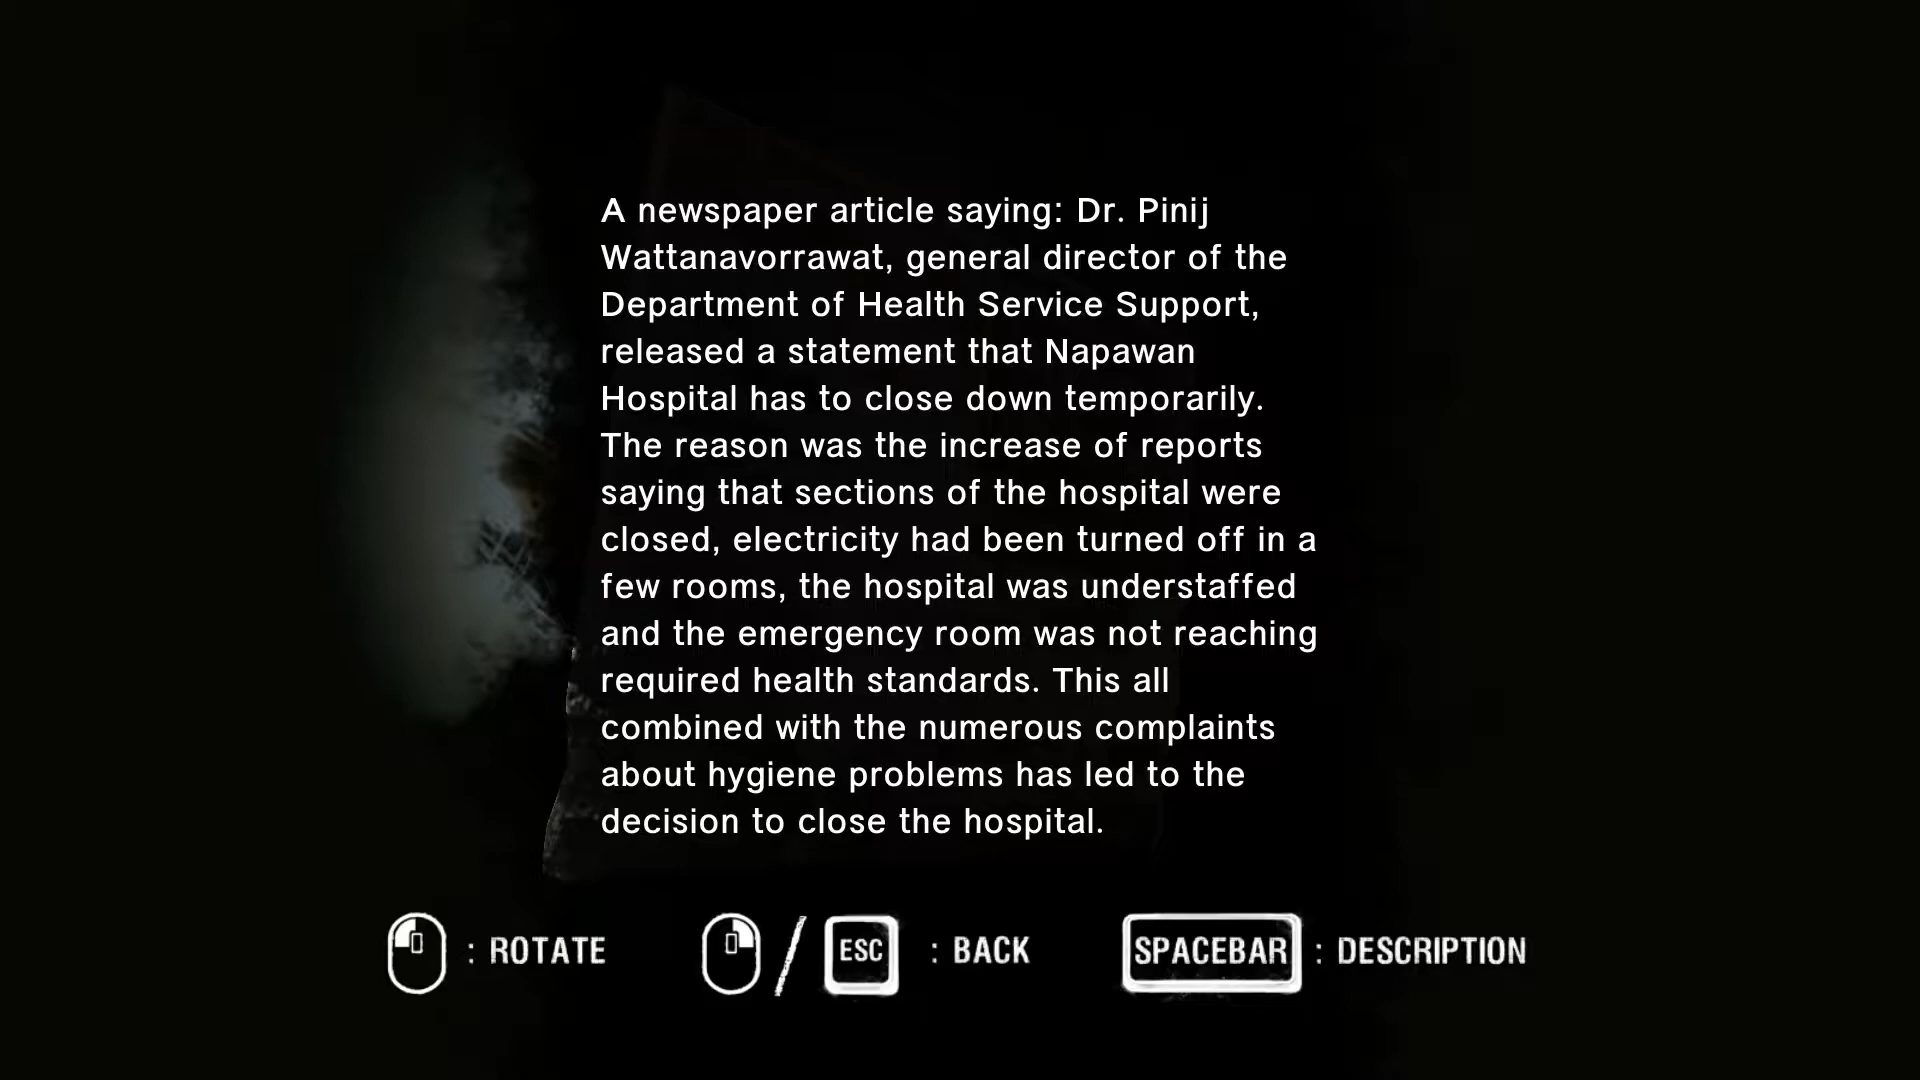 A newspaper article saying: Dr. Pinij
Wattanavorrawat, general director of the
Department of Health Service Support,
released a statement that Napawan
Hospital has to close down temporarily.
The reason was the increase of reports
saying that sections of the hospital were
closed, electricity had been turned off in a
few rooms, the hospital was understaffed
and the emergency room was not reaching
required health standards. This all
combined with the numerous complaints
about hygiene problems has led to the
decision to close the hospital.
: ROTATE / ESC : BACK SPACEBAR : DESCRIPTION